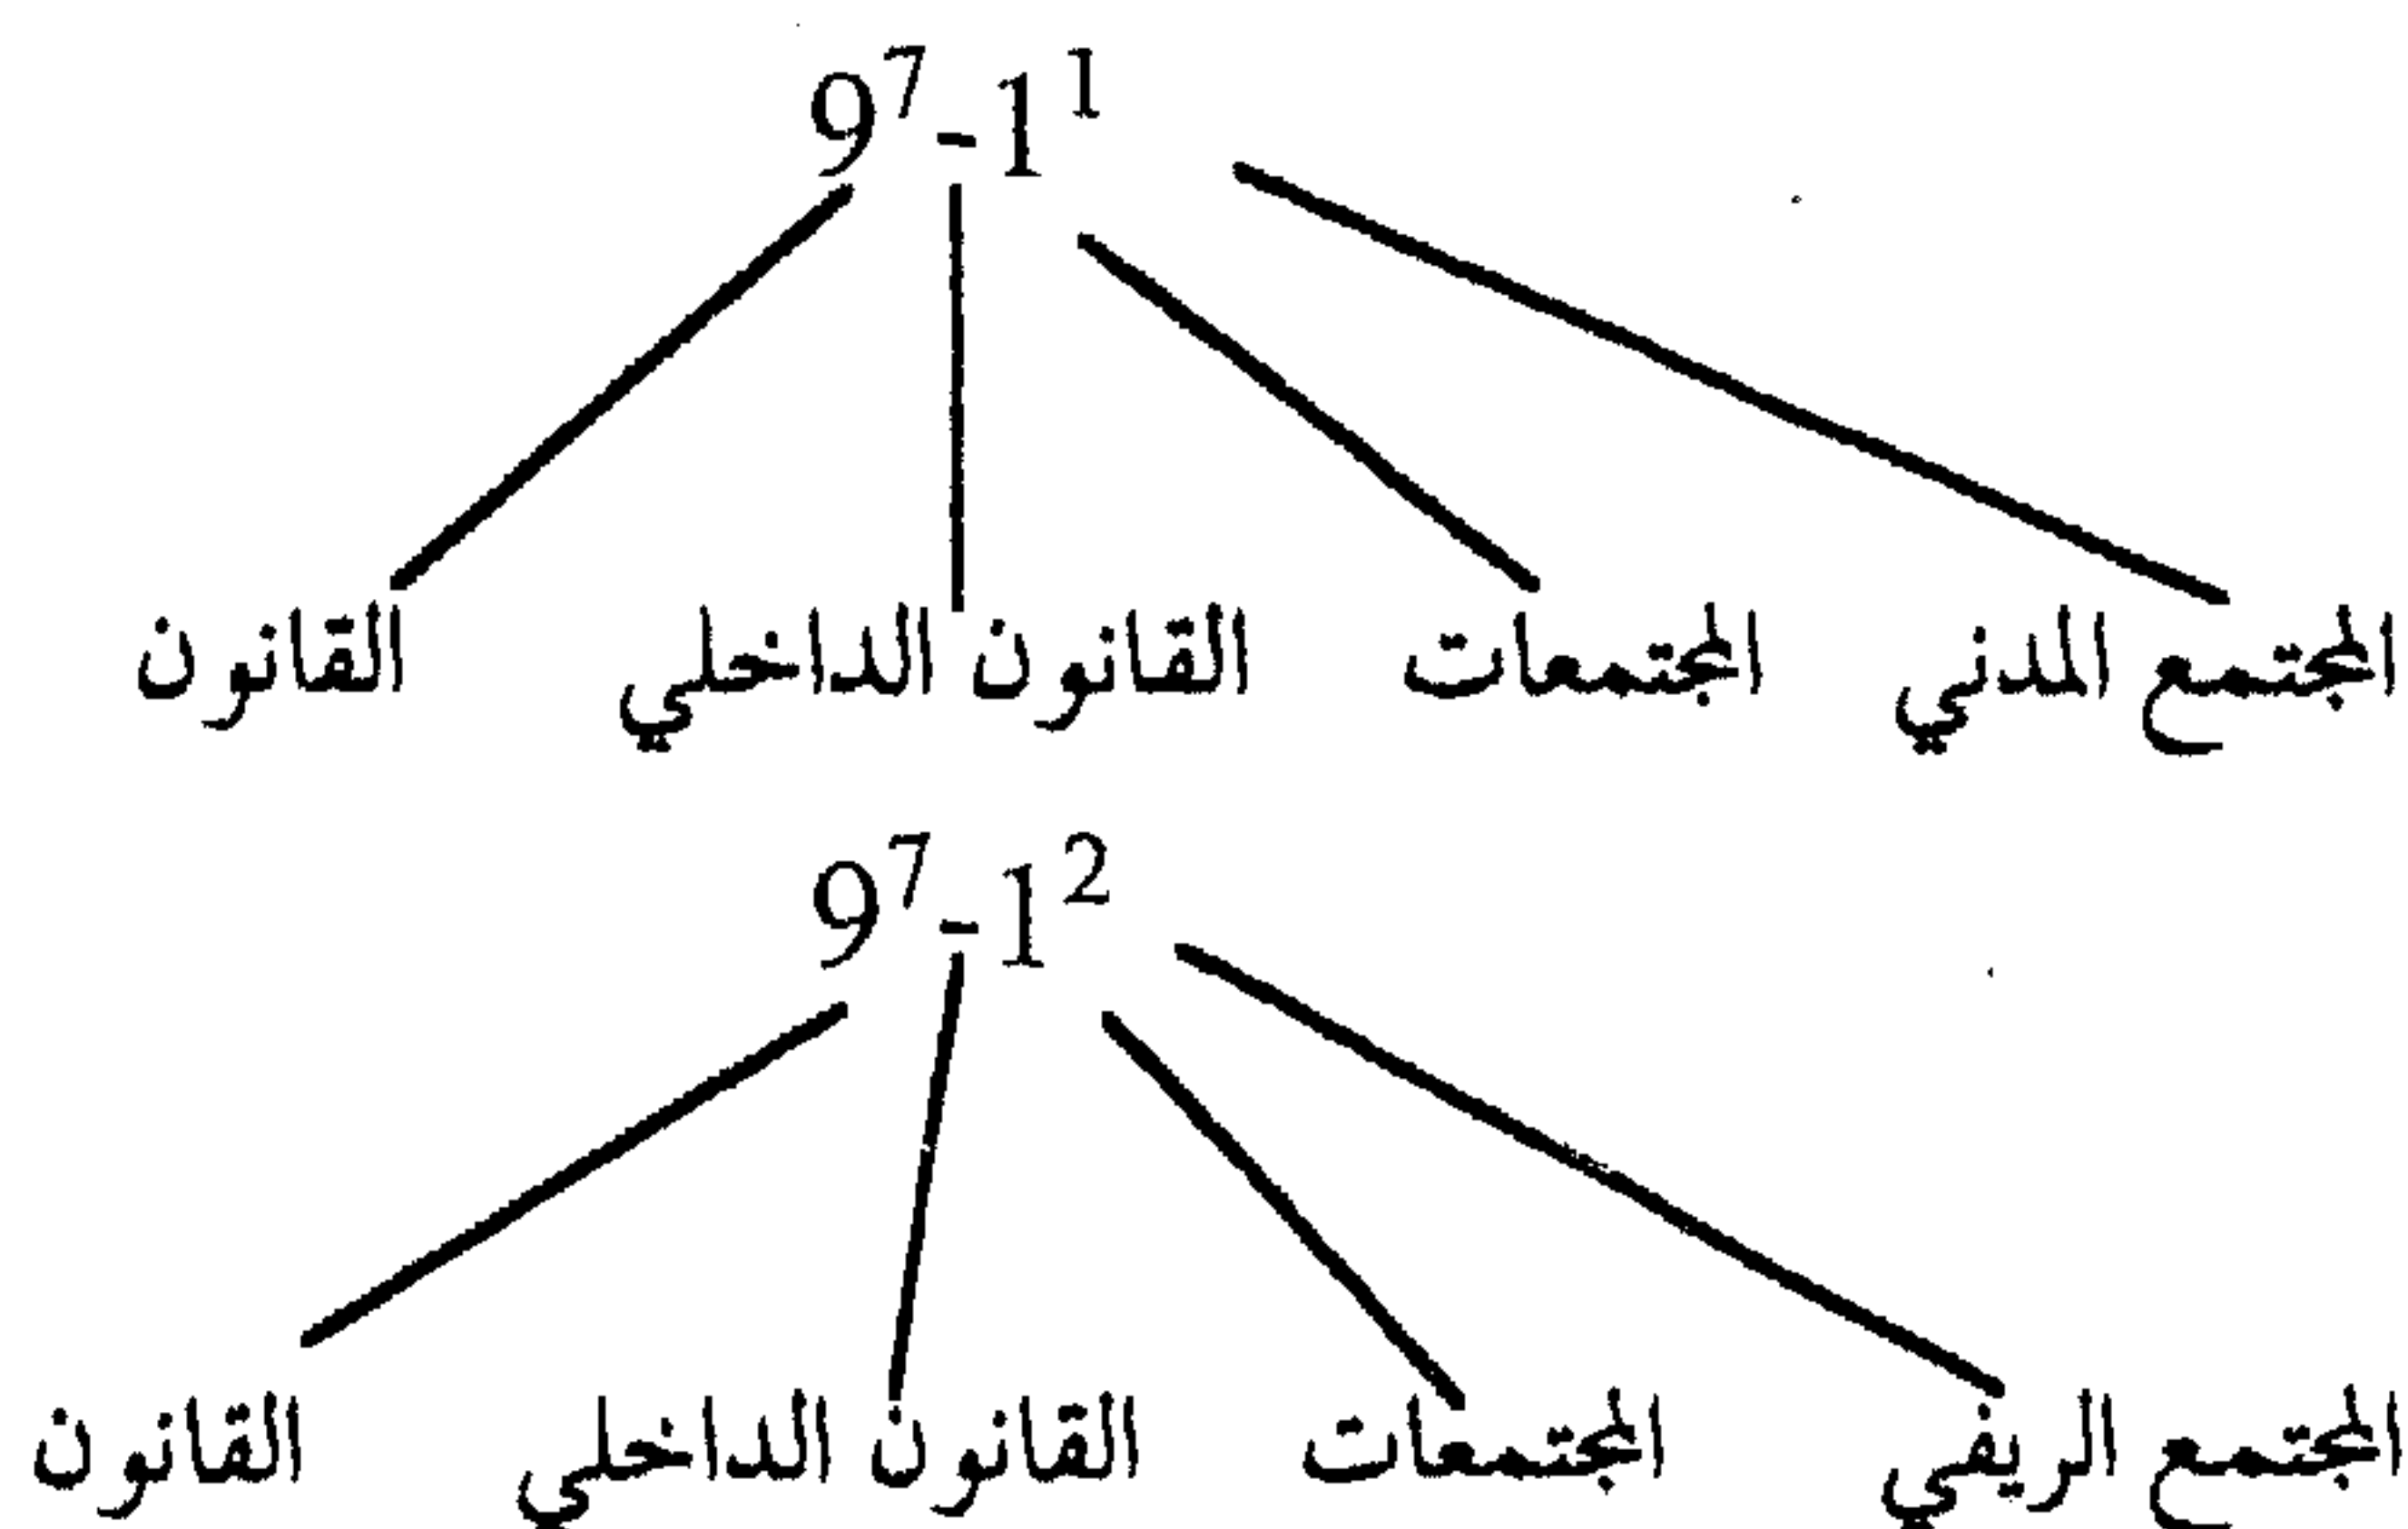 9⁷-1¹
المجتمع المدني المجتمعات القانون الداخلي القانون
9⁷-1²
المجتمع الريفي المجتمعات القانون الداخلي القانون